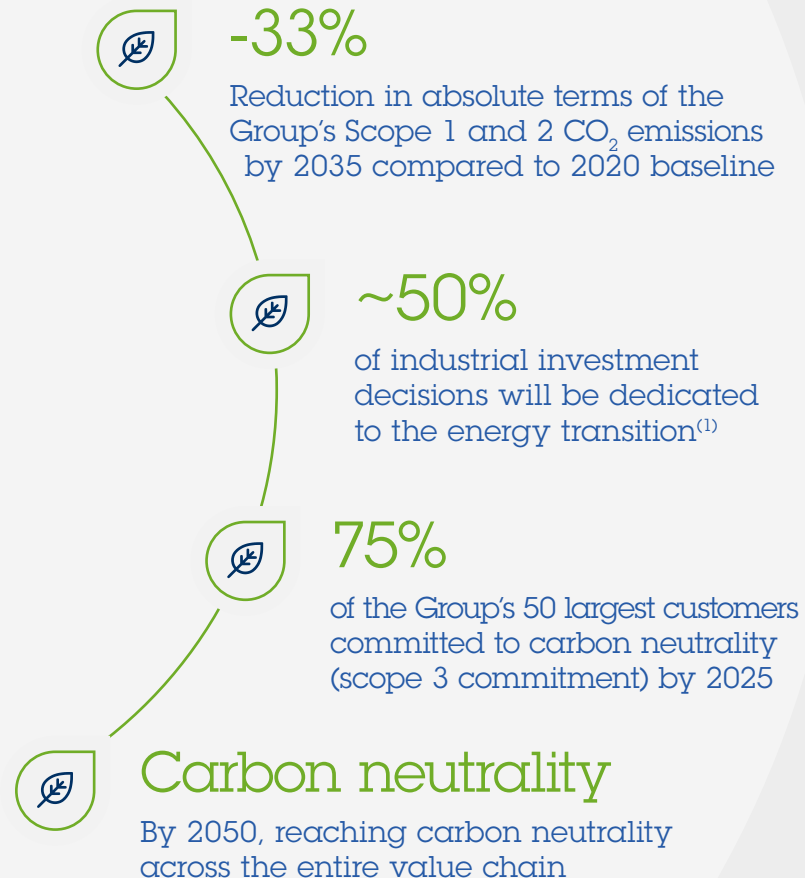 -33%
Reduction in absolute terms of the
Group's Scope 1 and 2 CO₂ emissions
by 2035 compared to 2020 baseline
~50%
of industrial investment
decisions will be dedicated
to the energy transition⁽¹⁾
75%
of the Group's 50 largest customers
committed to carbon neutrality
(scope 3 commitment) by 2025
Carbon neutrality
By 2050, reaching carbon neutrality
across the entire value chain